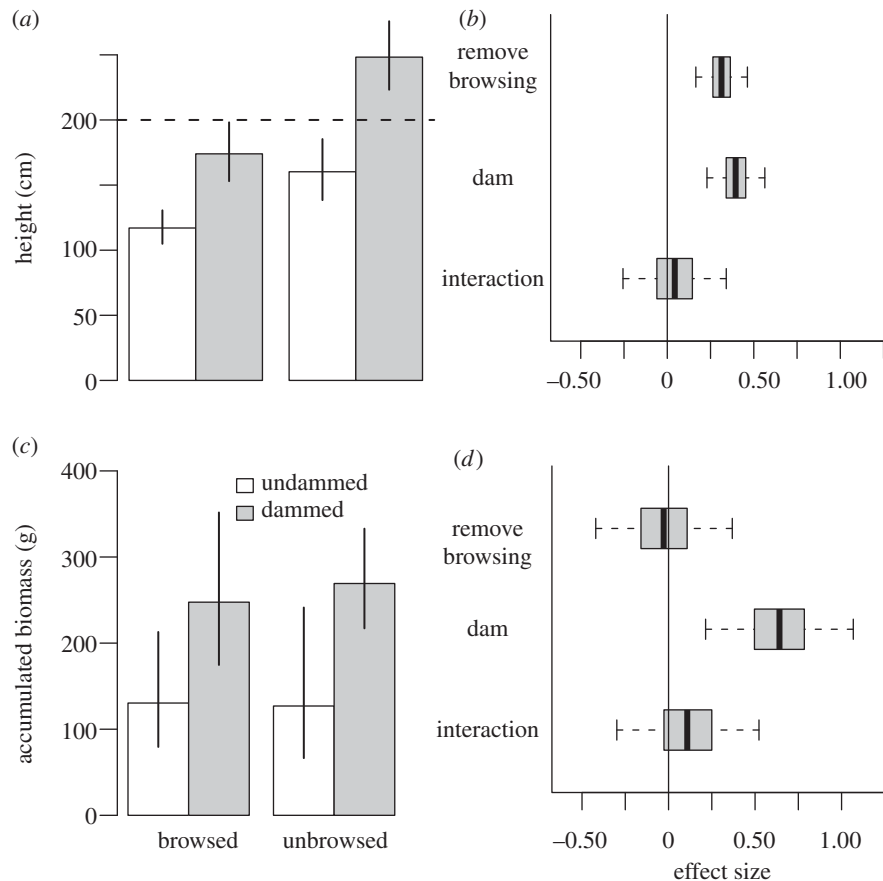 (a)
height (cm)
200
100
50
0
(b)
remove
browsing
dam
interaction
–0.50 0 0.50 1.00
(c)
accumulated biomass (g)
400
300
200
100
0
undammed
dammed
browsed unbrowsed
(d)
remove
browsing
dam
interaction
–0.50 0 0.50 1.00
effect size